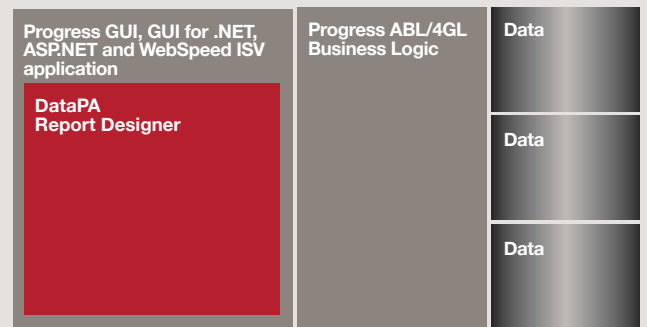 Progress GUI, GUI for .NET,
ASP.NET and WebSpeed ISV
application
DataPA
Report Designer
Progress ABL/4GL
Business Logic
Data
Data
Data